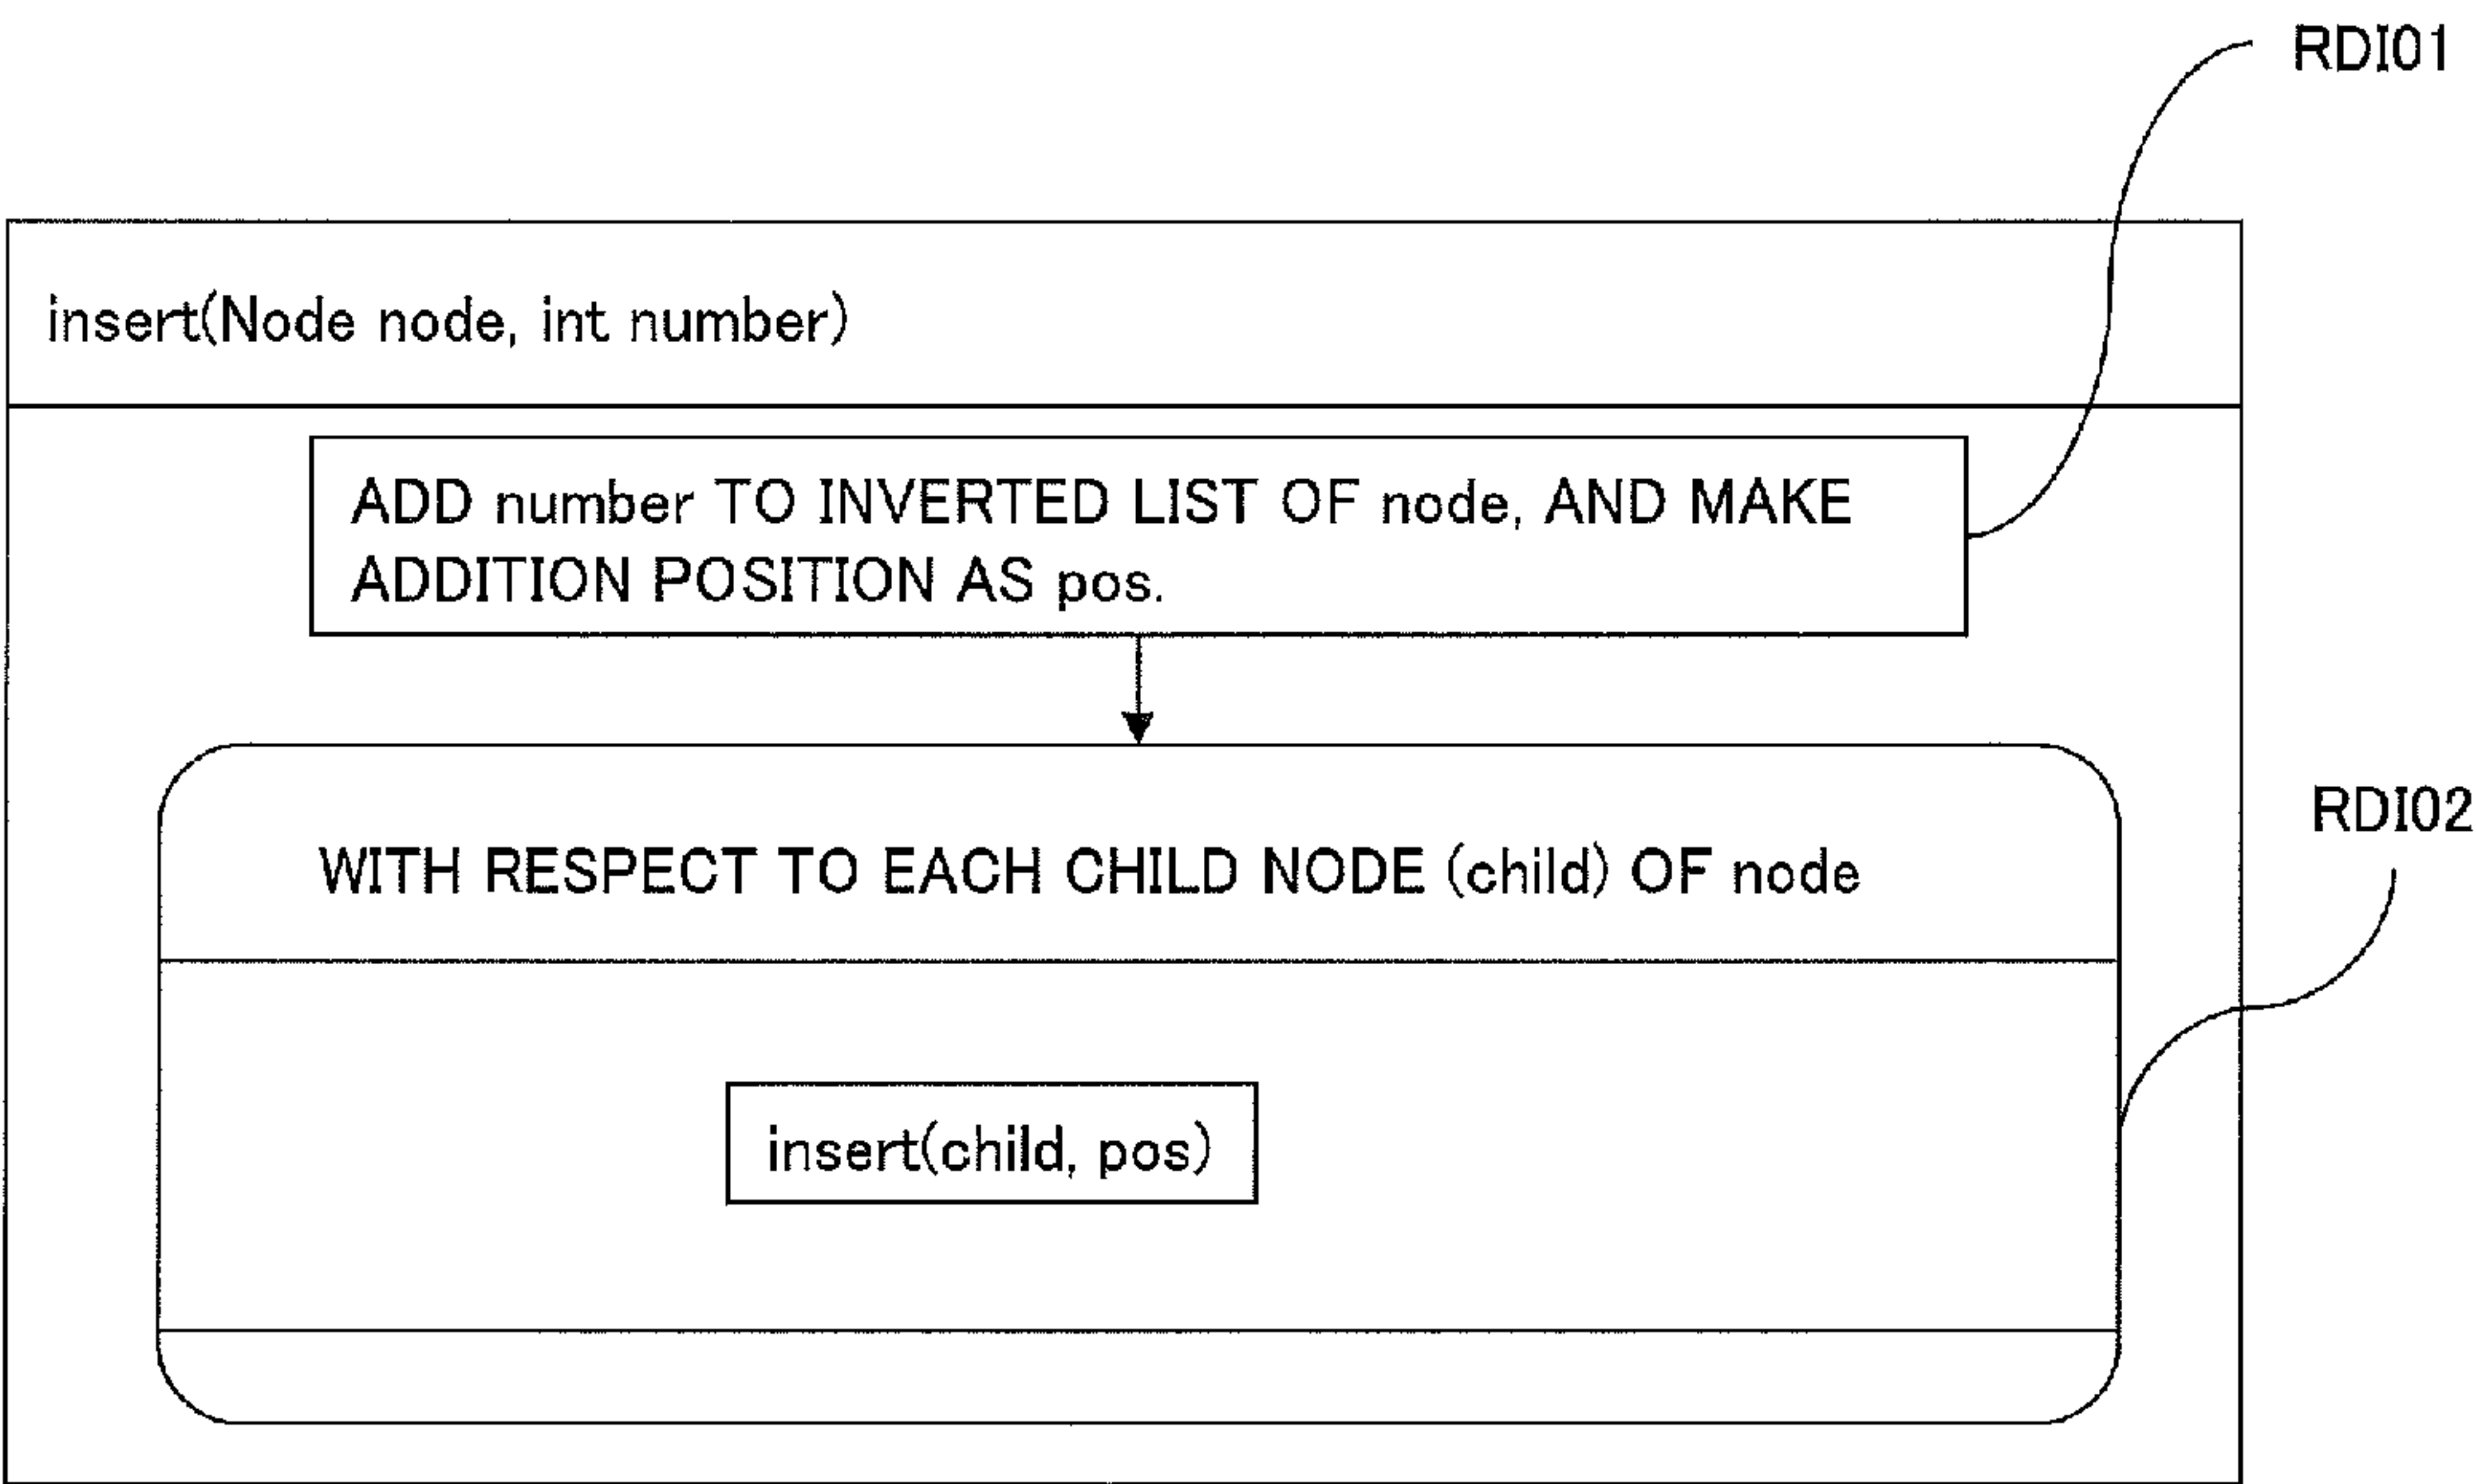 RDI01
insert(Node node, int number)
ADD number TO INVERTED LIST OF node, AND MAKE
ADDITION POSITION AS pos.
RDI02
WITH RESPECT TO EACH CHILD NODE (child) OF node
insert(child, pos)